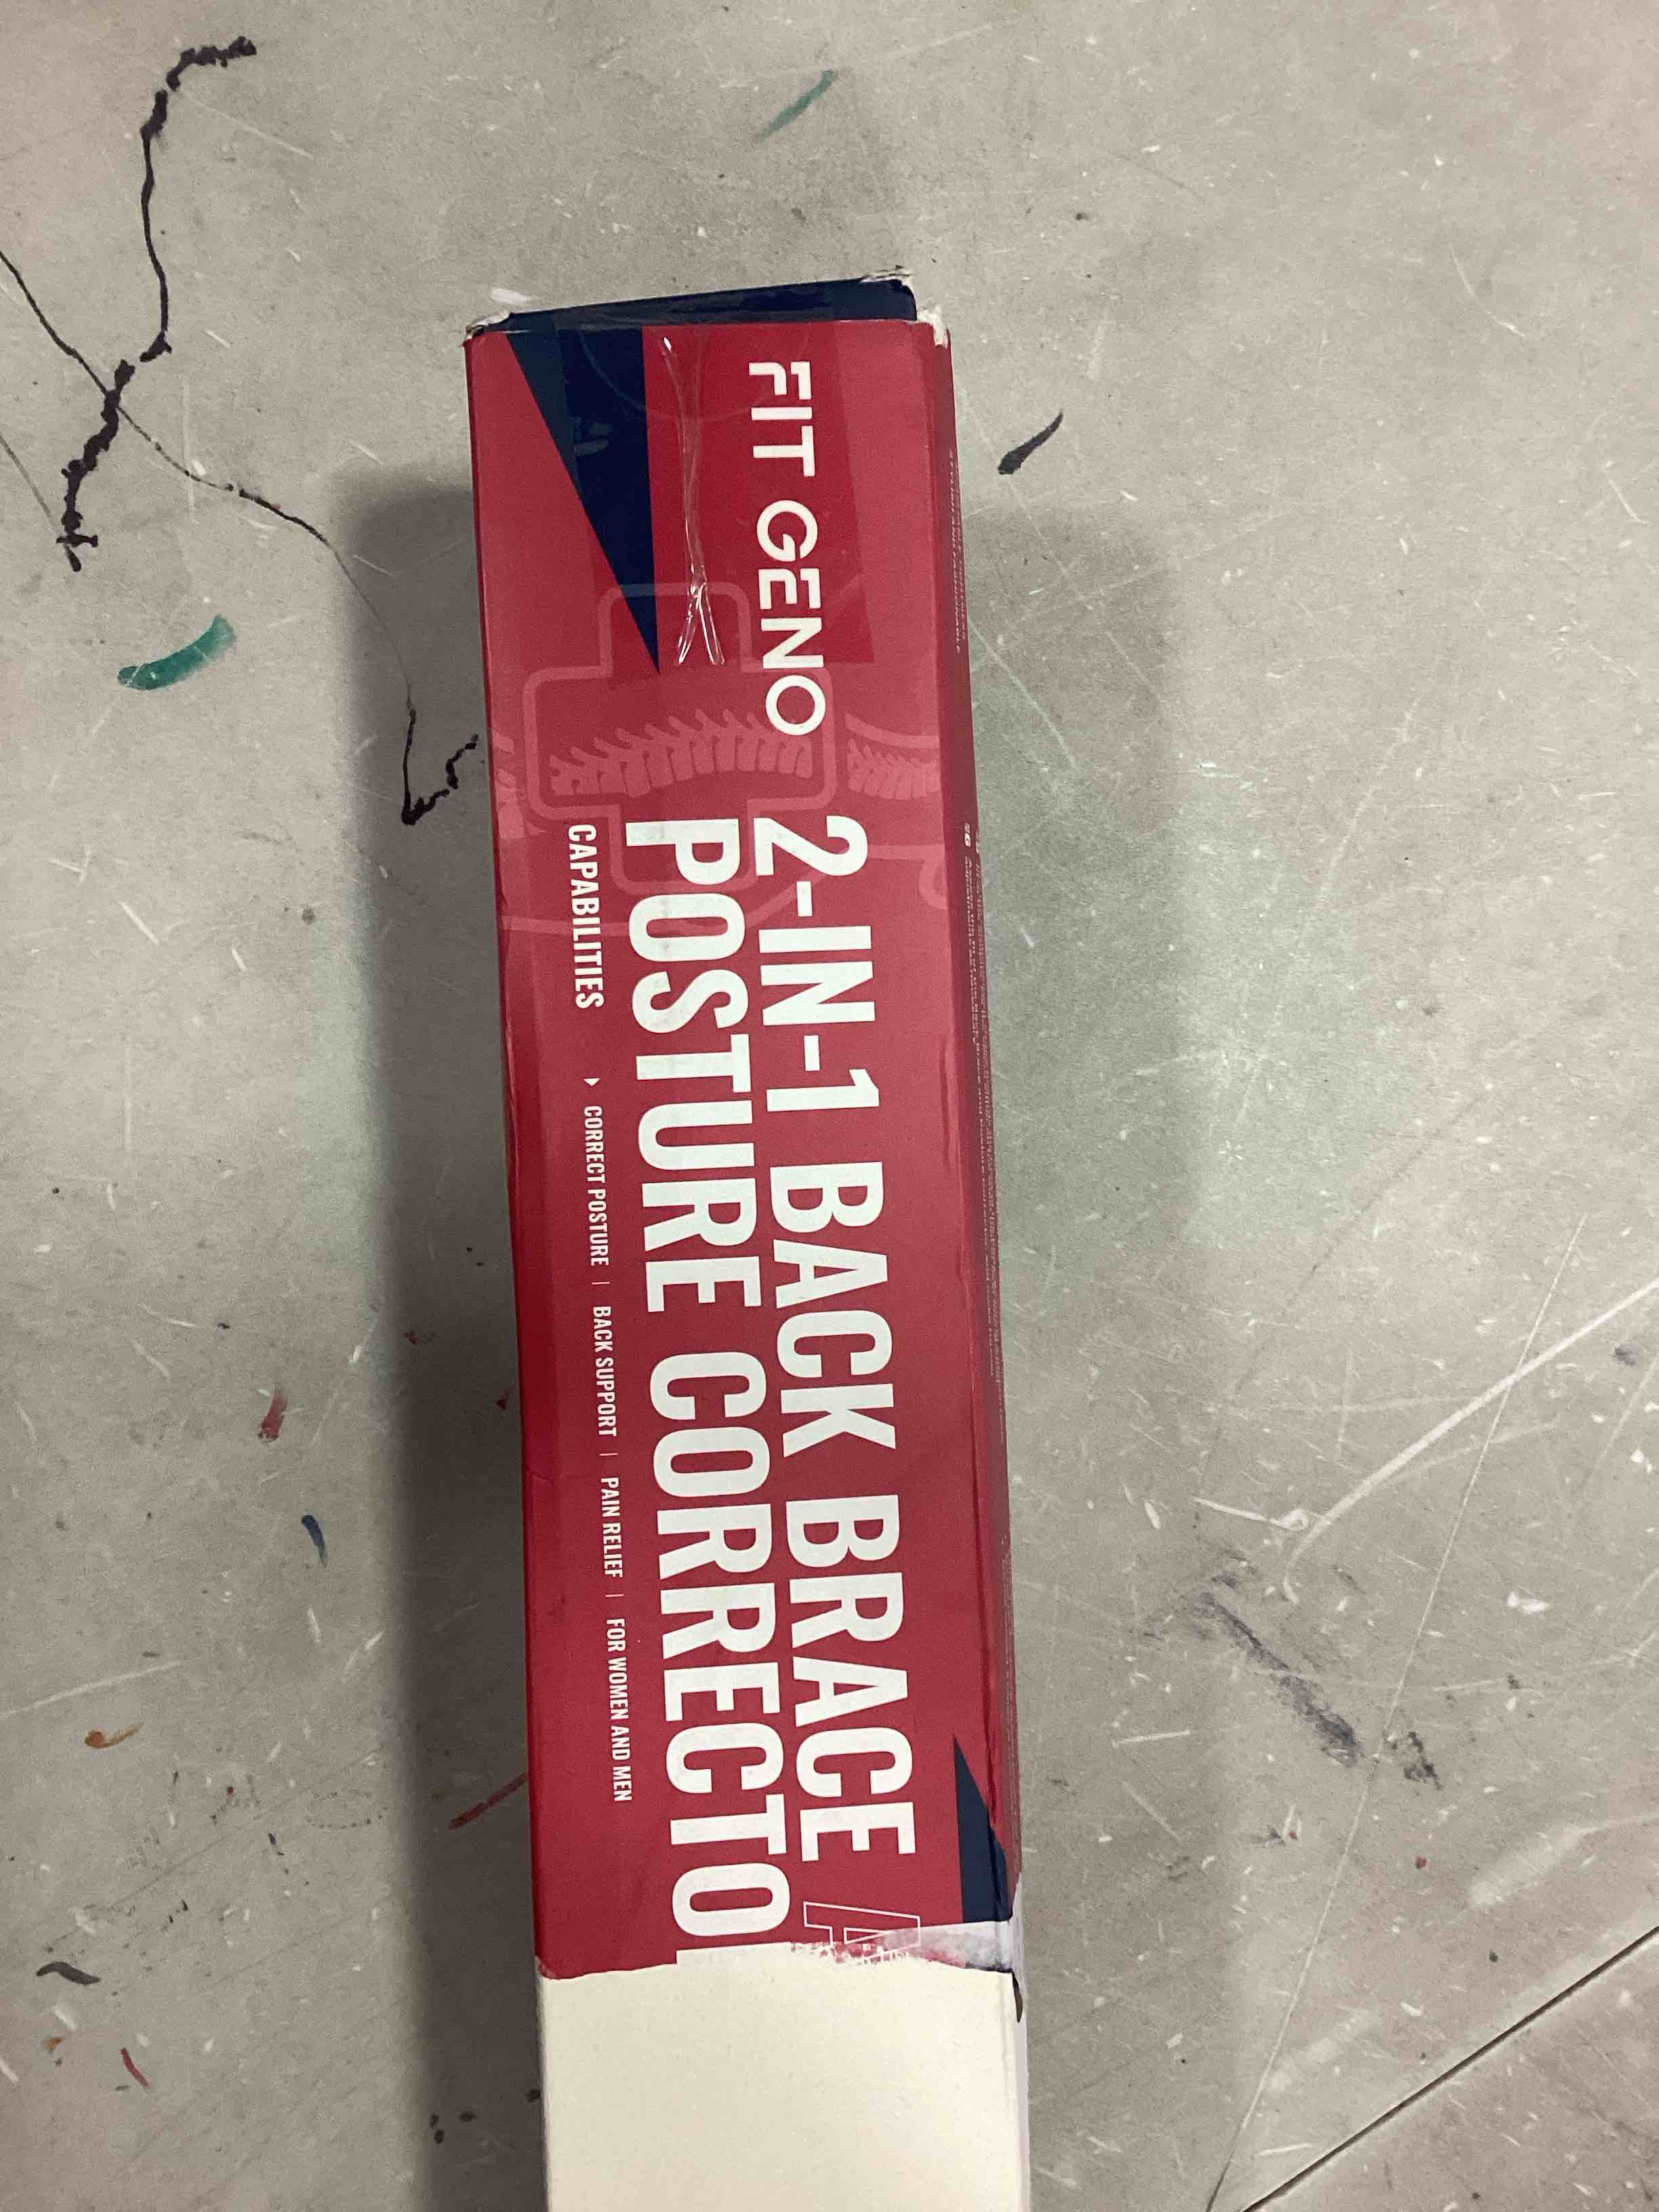 FIT GENO
2-IN-1 BACK BRACE A
POSTURE CORRECTO
CAPABILITIES
CORRECT POSTURE | BACK SUPPORT | PAIN RELIEF | FOR WOMEN AND MEN